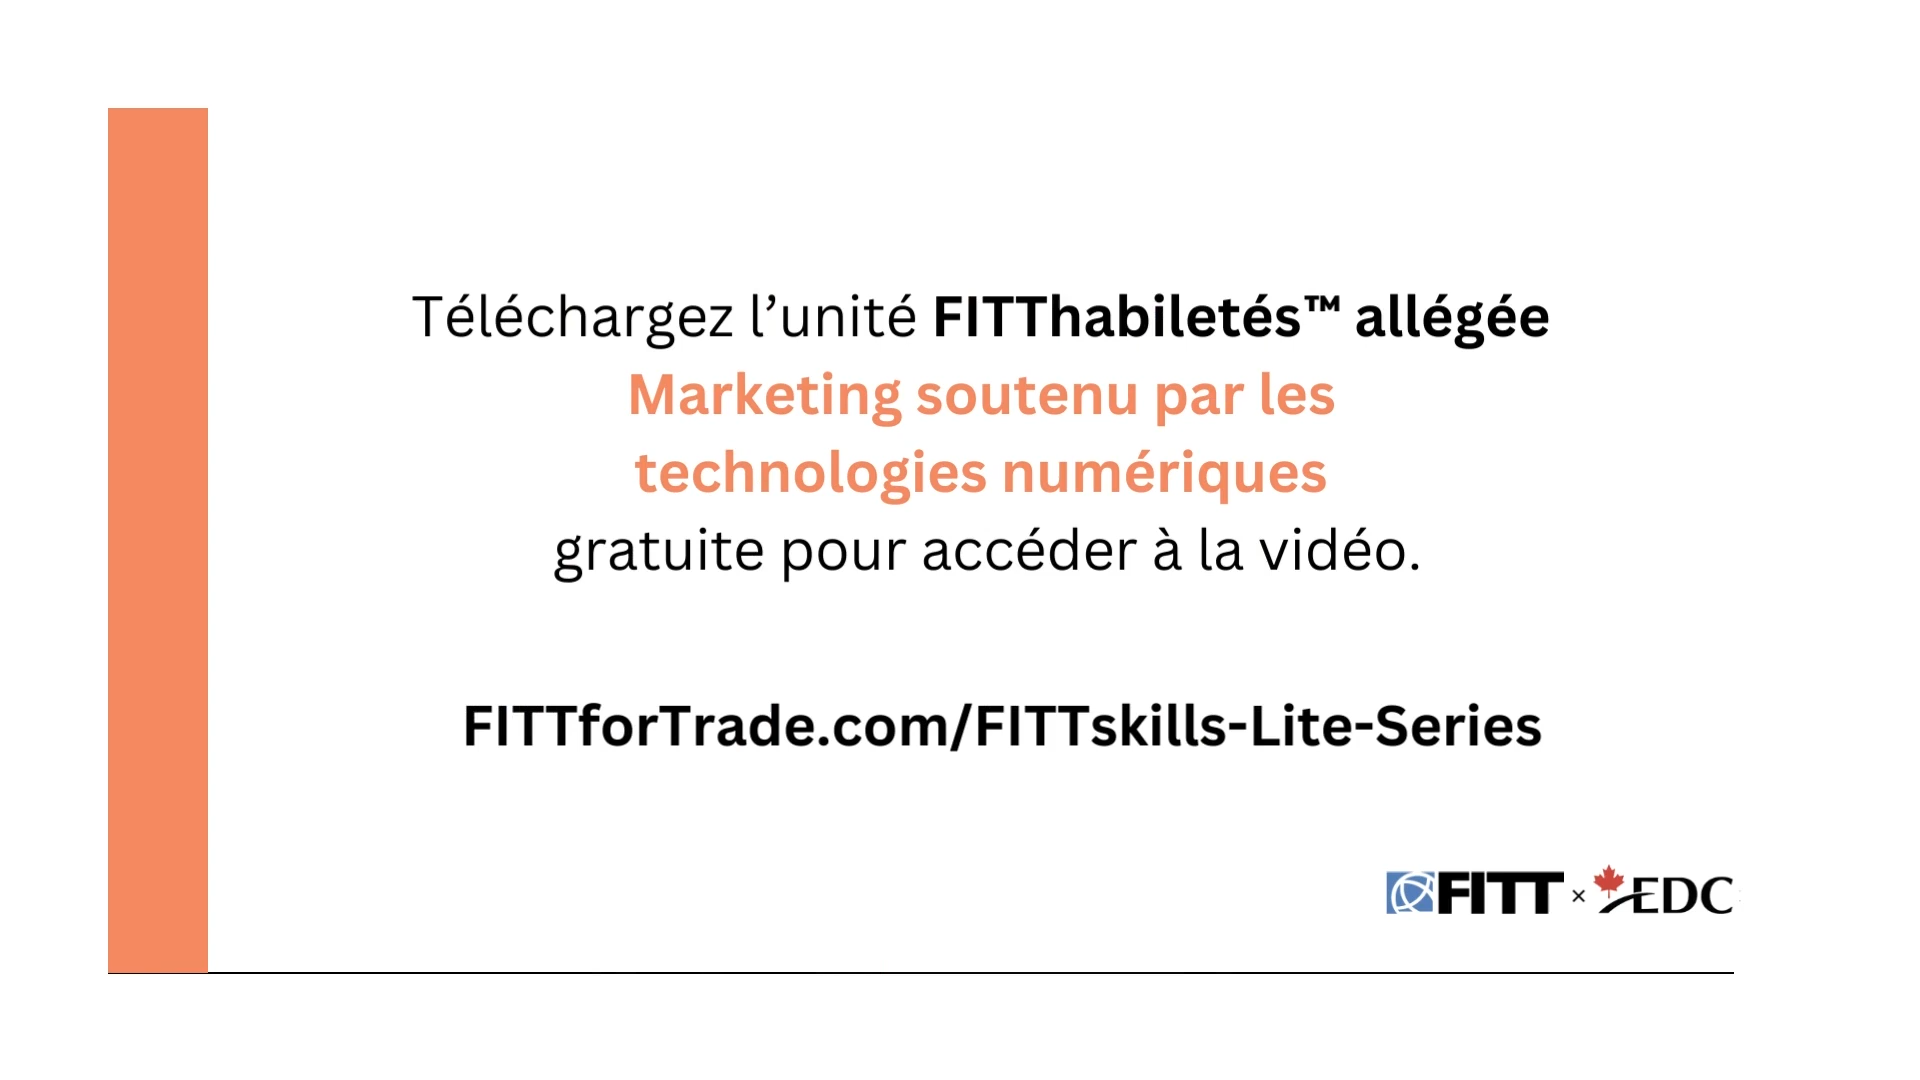 Téléchargez l’unité FITThabiletés™ allégée
Marketing soutenu par les
technologies numériques
gratuite pour accéder à la vidéo.
FITTforTrade.com/FITTskills-Lite-Series
FITT × EDC